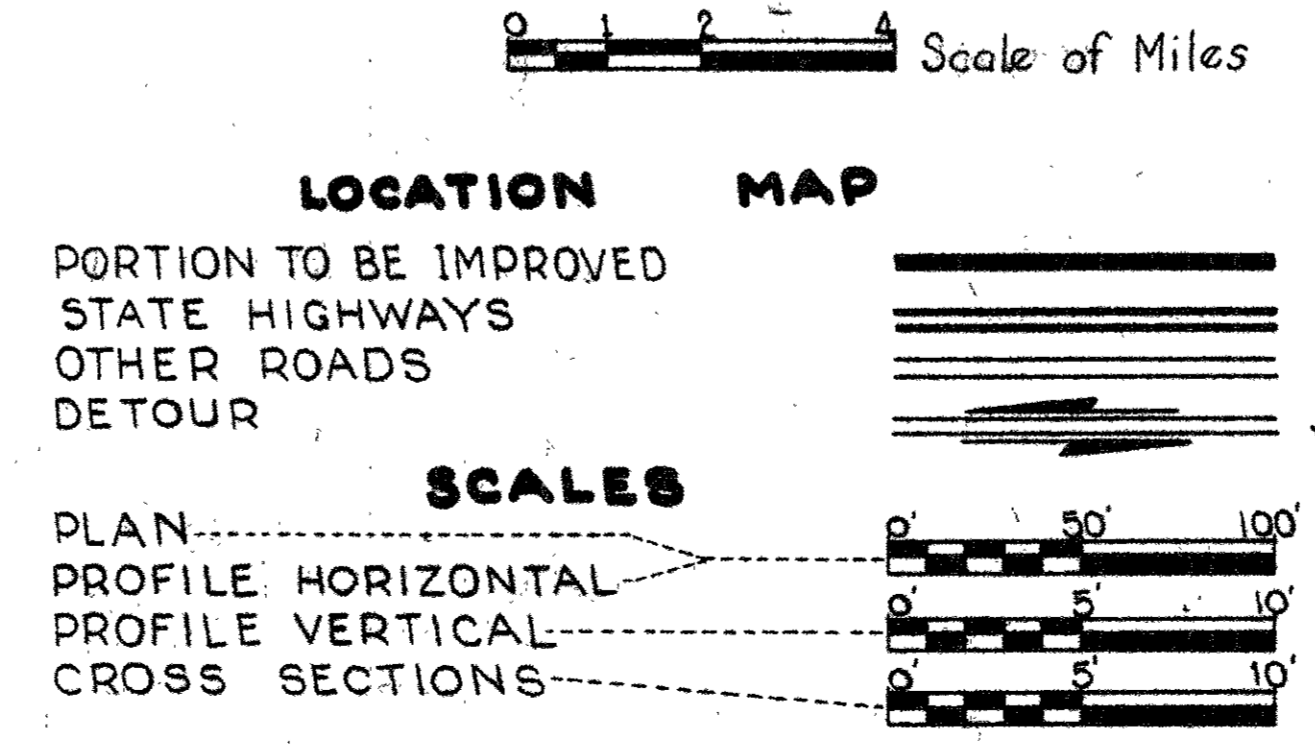 0 1 2 4 Scale of Miles
LOCATION MAP
PORTION TO BE IMPROVED
STATE HIGHWAYS
OTHER ROADS
DETOUR
SCALES
PLAN 0' 50' 100'
PROFILE HORIZONTAL
PROFILE VERTICAL 0' 5' 10'
CROSS SECTIONS 0' 5' 10'